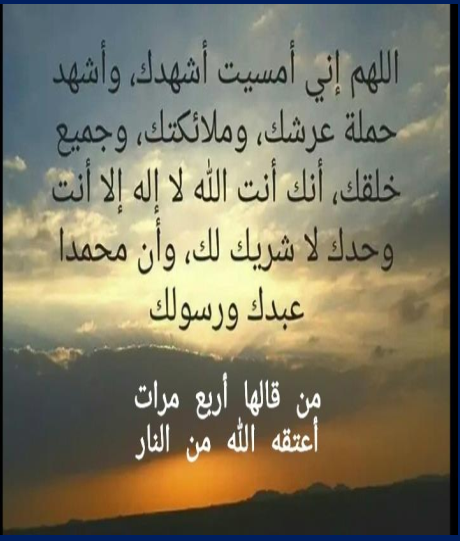 اللهم إني أمسيت أشهدك، وأشهد
حملة عرشك، وملائكتك، وجميع
خلقك، أنك أنت الله لا إله إلا أنت
وحدك لا شريك لك، وأن محمدا
عبدك ورسولك
من قالها أربع مرات
أعتقه الله من النار